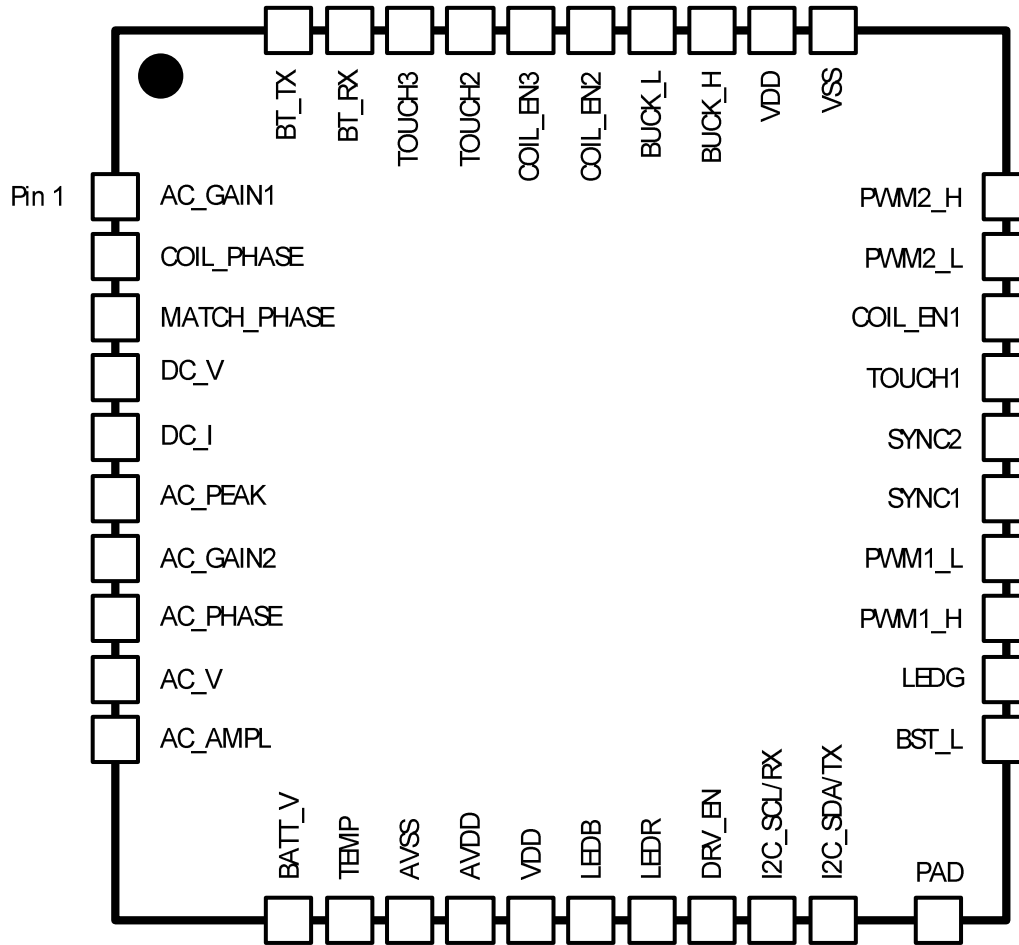 BT_TX
BT_RX
TOUCH3
TOUCH2
COIL_EN3
COIL_EN2
BUCK_L
BUCK_H
VDD
VSS
Pin 1
AC_GAIN1
COIL_PHASE
MATCH_PHASE
DC_V
DC_I
AC_PEAK
AC_GAIN2
AC_PHASE
AC_V
AC_AMPL
PWM2_H
PWM2_L
COIL_EN1
TOUCH1
SYNC2
SYNC1
PWM1_L
PWM1_H
LEDG
BST_L
BATT_V
TEMP
AVSS
AVDD
VDD
LEDB
LEDR
DRV_EN
I2C_SCL/RX
I2C_SDA/TX
PAD